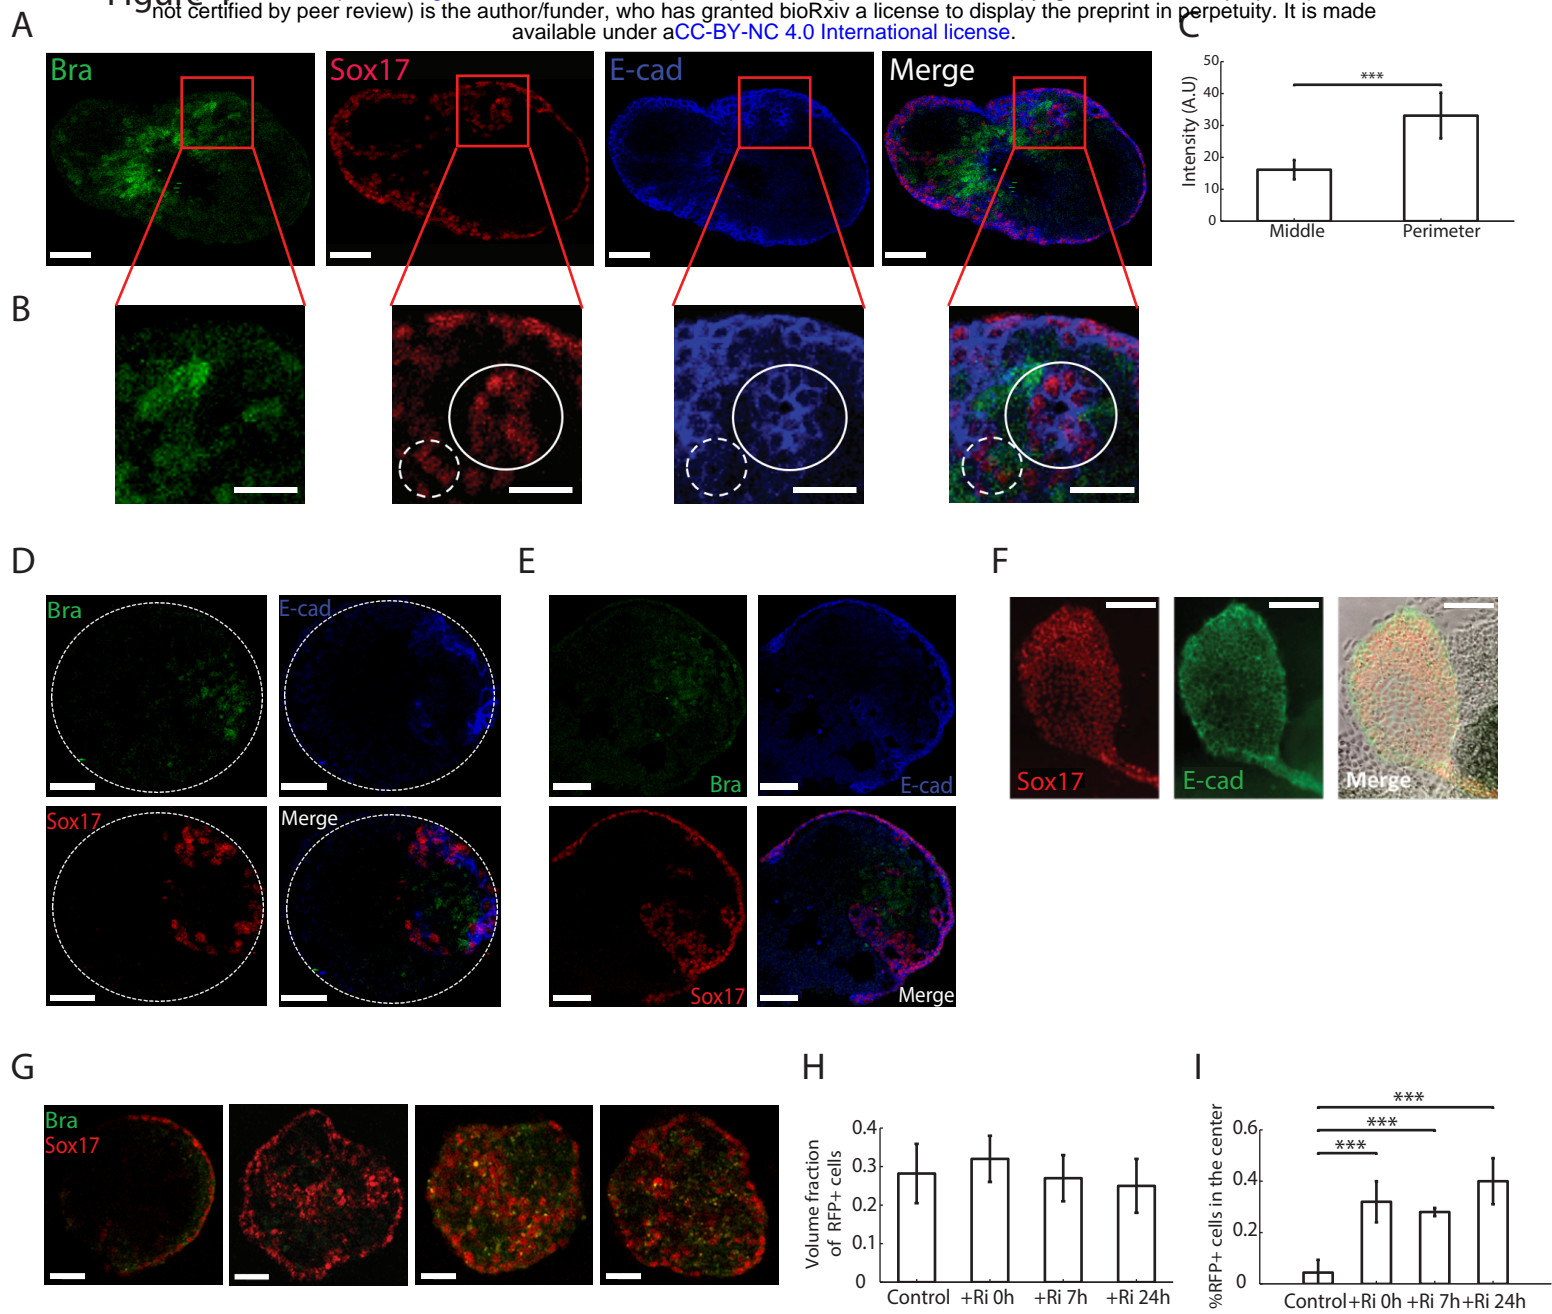 not certified by peer review) is the author/funder, who has granted bioRxiv a license to display the preprint in perpetuity. It is made
available under aCC-BY-NC 4.0 International license.
A
Bra
Sox17
E-cad
Merge
C
Intensity (A.U)
50
40
30
20
10
0
***
Middle
Perimeter
B
D
Bra
E-cad
Sox17
Merge
E
Bra
E-cad
Sox17
Merge
F
Sox17
E-cad
Merge
G
Bra
Sox17
H
Volume fraction
of RFP+ cells
0.4
0.3
0.2
0.1
0
Control +Ri 0h +Ri 7h +Ri 24h
I
%RFP+ cells in the center
0.6
0.4
0.2
0
***
***
***
Control +Ri 0h +Ri 7h +Ri 24h